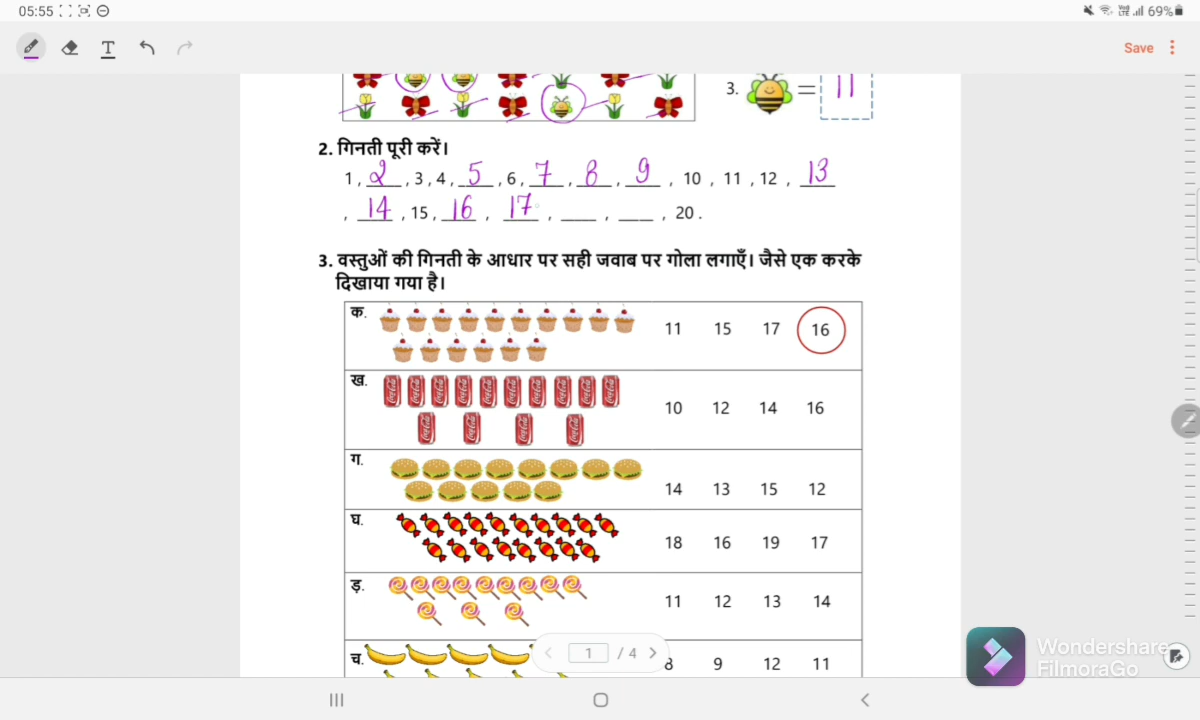 05:55 69%
T Save
3. = 11
2. गिनती पूरी करें।
1 , 2 , 3 , 4 , 5 , 6 , 7 , 8 , 9 , 10 , 11 , 12 , 13
, 14 , 15 , 16 , 17 , ____ , ____ , 20 .
3. वस्तुओं की गिनती के आधार पर सही जवाब पर गोला लगाएँ। जैसे एक करके
दिखाया गया है।
क. 11 15 17 16
ख. 10 12 14 16
ग. 14 13 15 12
घ. 18 16 19 17
ड़. 11 12 13 14
च. 8 9 12 11
1 / 4
Wondershare
FilmoraGo